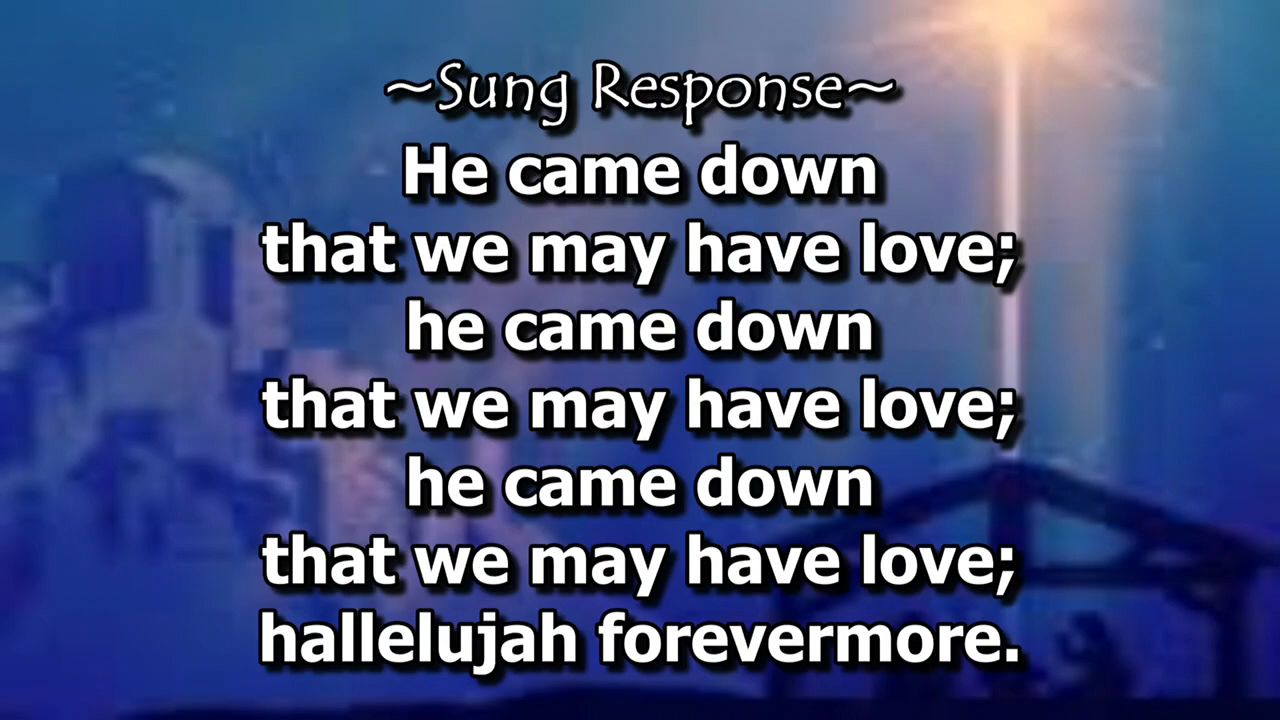 ~Sung Response~
He came down
that we may have love;
he came down
that we may have love;
he came down
that we may have love;
hallelujah forevermore.